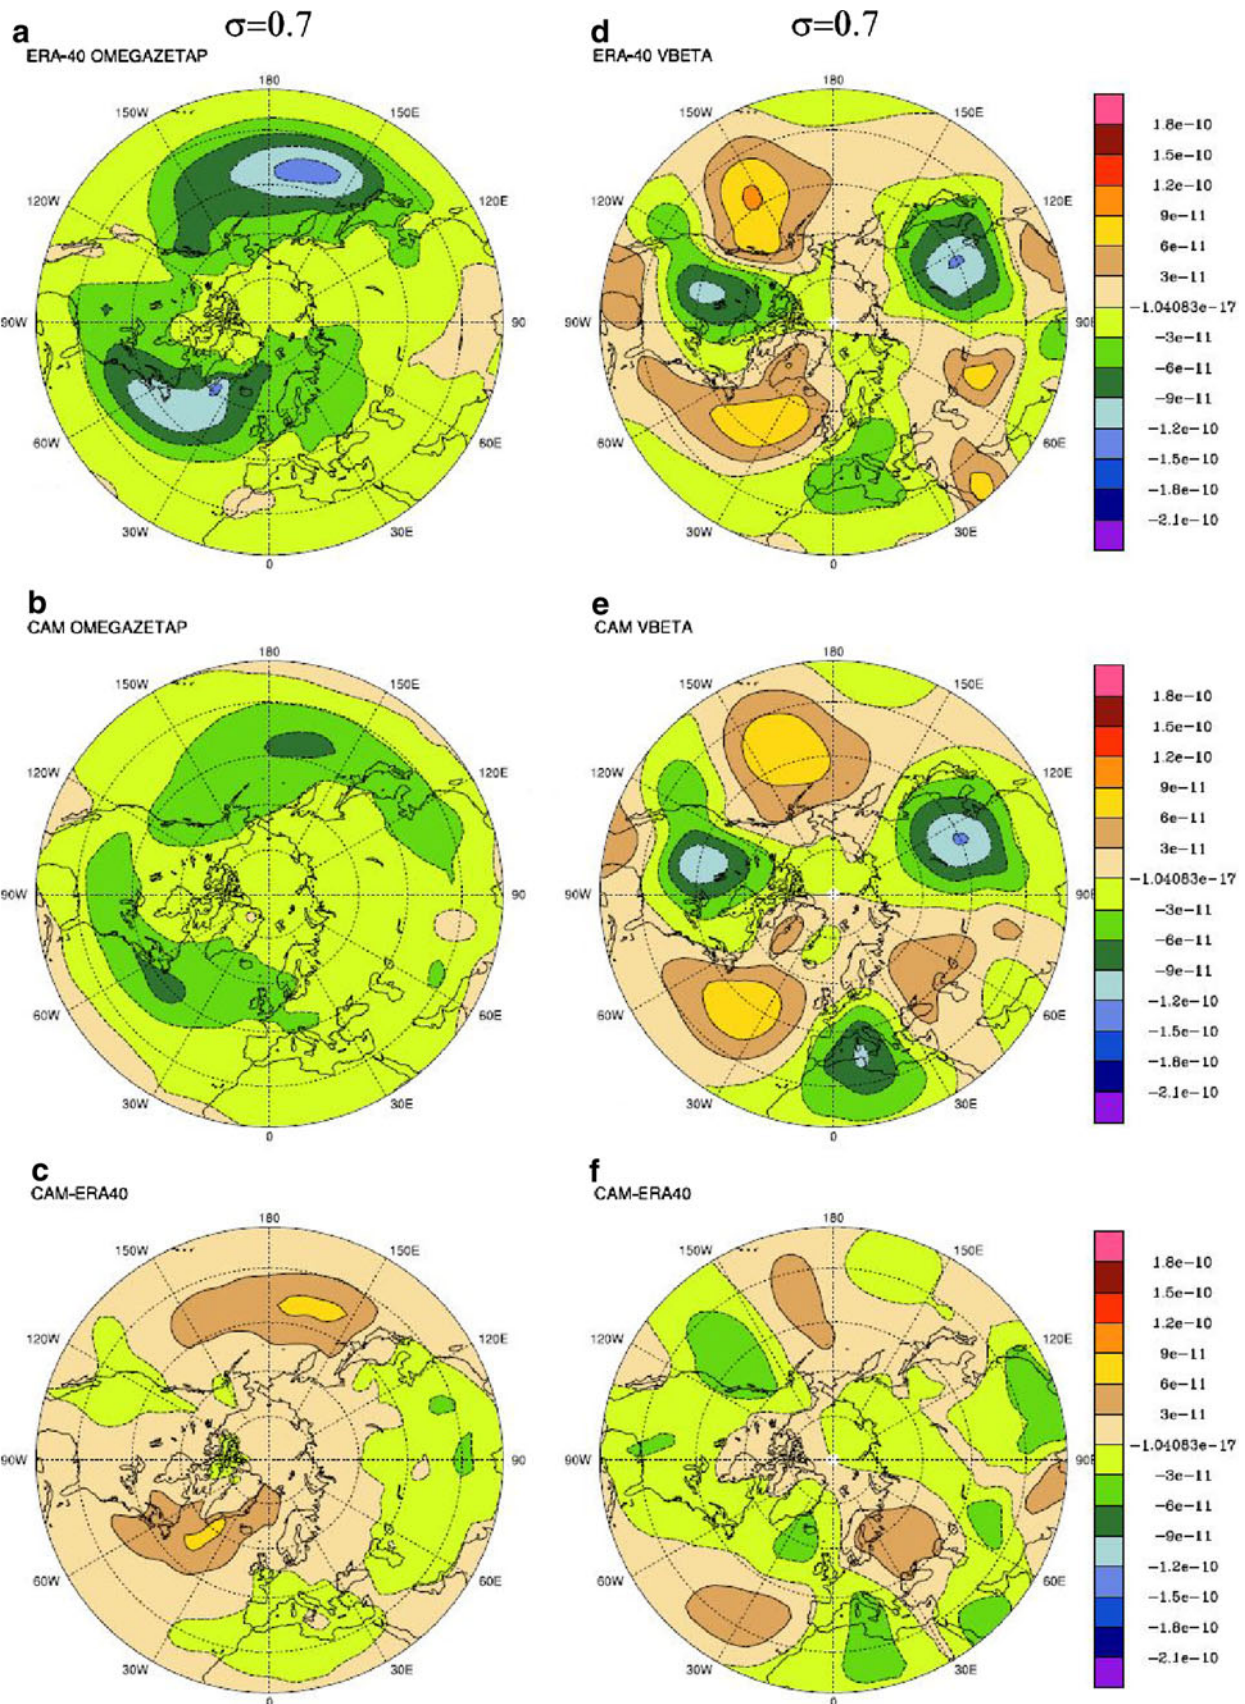 a
σ=0.7
ERA-40 OMEGAZETAP
180
150W
150E
120W
120E
90W
90
60W
60E
30W
30E
0
d
σ=0.7
ERA-40 VBETA
180
150W
150E
120W
120E
90W
90E
60W
60E
30W
30E
0
1.8e-10
1.5e-10
1.2e-10
9e-11
6e-11
3e-11
-1.04083e-17
-3e-11
-6e-11
-9e-11
-1.2e-10
-1.5e-10
-1.8e-10
-2.1e-10
b
CAM OMEGAZETAP
180
150W
150E
120W
120E
90W
90
60W
60E
30W
30E
0
e
CAM VBETA
180
150W
150E
120W
120E
90W
90E
60W
60E
30W
30E
0
1.8e-10
1.5e-10
1.2e-10
9e-11
6e-11
3e-11
-1.04083e-17
-3e-11
-6e-11
-9e-11
-1.2e-10
-1.5e-10
-1.8e-10
-2.1e-10
c
CAM-ERA40
180
150W
150E
120W
120E
90W
90
60W
60E
30W
30E
0
f
CAM-ERA40
180
150W
150E
120W
120E
90W
90E
60W
60E
30W
30E
0
1.8e-10
1.5e-10
1.2e-10
9e-11
6e-11
3e-11
-1.04083e-17
-3e-11
-6e-11
-9e-11
-1.2e-10
-1.5e-10
-1.8e-10
-2.1e-10